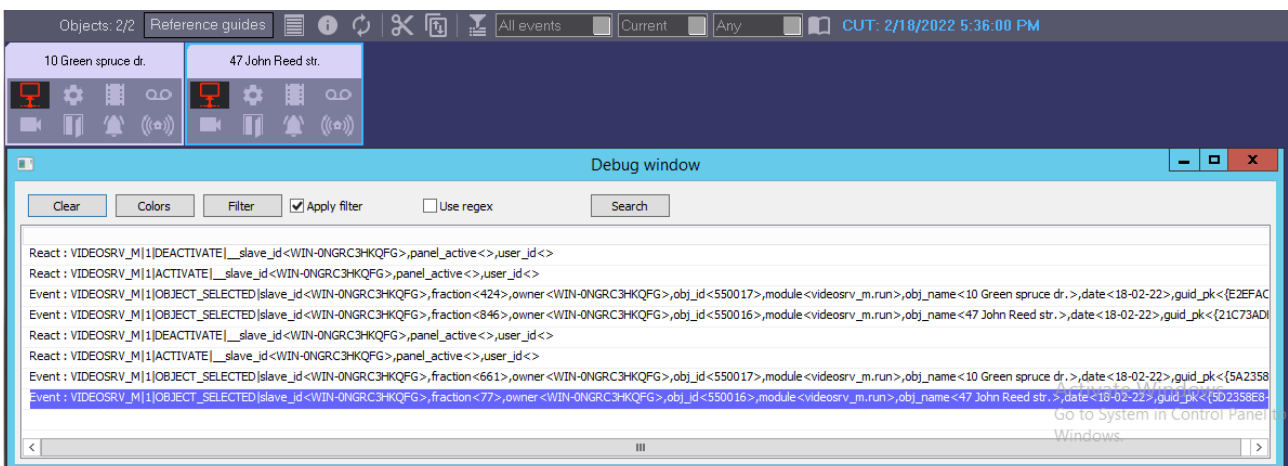 Objects: 2/2 Reference guides All events Current Any CUT: 2/18/2022 5:36:00 PM
10 Green spruce dr. 47 John Reed str.
Debug window
Clear Colors Filter Apply filter Use regex Search
React : VIDEOSRV_M|1|DEACTIVATE|__slave_id<WIN-0NGRC3HKQFG>,panel_active<>,user_id<>
React : VIDEOSRV_M|1|ACTIVATE|__slave_id<WIN-0NGRC3HKQFG>,panel_active<>,user_id<>
Event : VIDEOSRV_M|1|OBJECT_SELECTED|slave_id<WIN-0NGRC3HKQFG>,fraction<424>,owner<WIN-0NGRC3HKQFG>,obj_id<550017>,module<videosrv_m.run>,obj_name<10 Green spruce dr.>,date<18-02-22>,guid_pk<{E2EFAC
Event : VIDEOSRV_M|1|OBJECT_SELECTED|slave_id<WIN-0NGRC3HKQFG>,fraction<846>,owner<WIN-0NGRC3HKQFG>,obj_id<550016>,module<videosrv_m.run>,obj_name<47 John Reed str.>,date<18-02-22>,guid_pk<{21C73AD
React : VIDEOSRV_M|1|DEACTIVATE|__slave_id<WIN-0NGRC3HKQFG>,panel_active<>,user_id<>
React : VIDEOSRV_M|1|ACTIVATE|__slave_id<WIN-0NGRC3HKQFG>,panel_active<>,user_id<>
Event : VIDEOSRV_M|1|OBJECT_SELECTED|slave_id<WIN-0NGRC3HKQFG>,fraction<661>,owner<WIN-0NGRC3HKQFG>,obj_id<550017>,module<videosrv_m.run>,obj_name<10 Green spruce dr.>,date<18-02-22>,guid_pk<{5A2358
Event : VIDEOSRV_M|1|OBJECT_SELECTED|slave_id<WIN-0NGRC3HKQFG>,fraction<77>,owner<WIN-0NGRC3HKQFG>,obj_id<550016>,module<videosrv_m.run>,obj_name<47 John Reed str.>,date<18-02-22>,guid_pk<{5D2358E8-
Activate Windows
Go to System in Control Panel to
Windows.